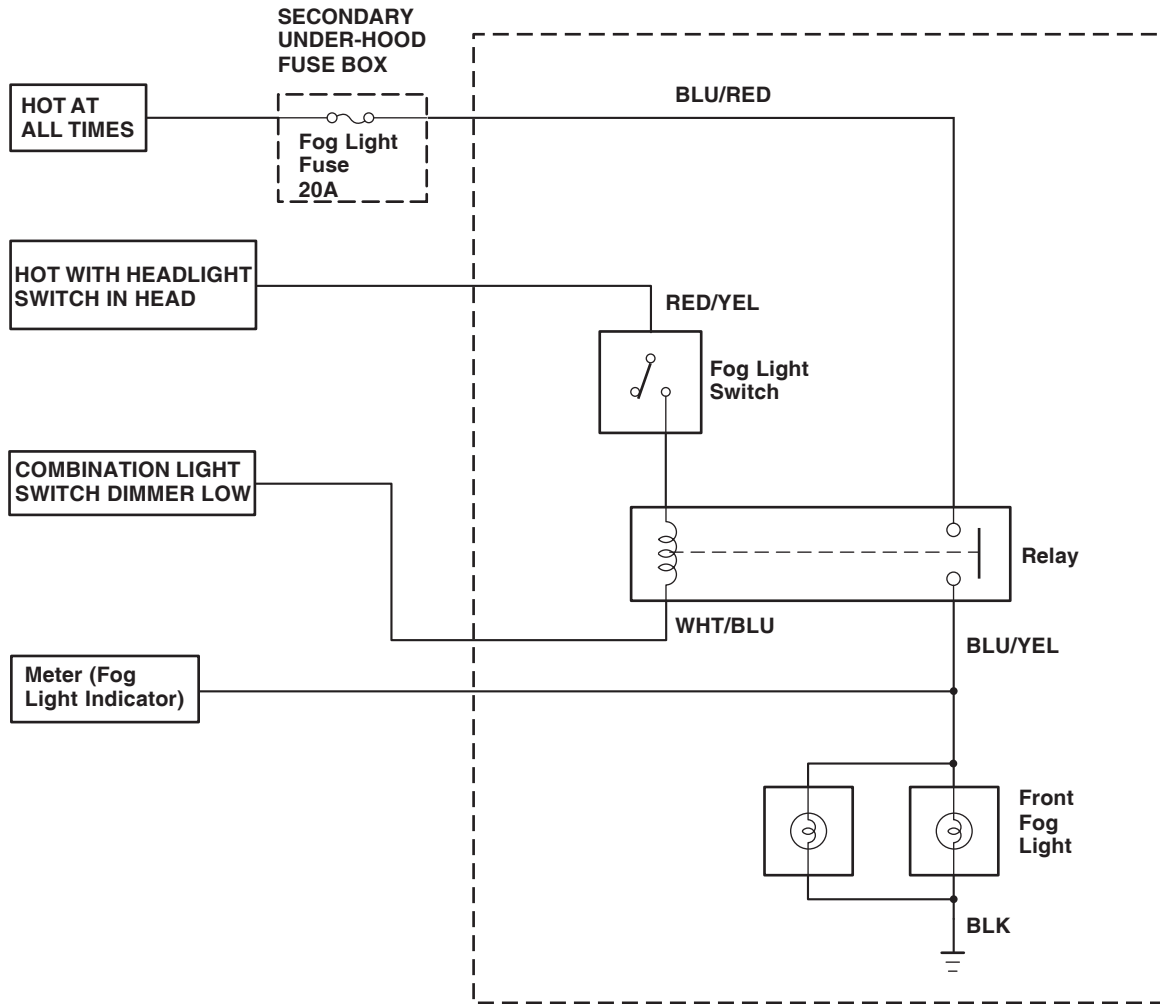 SECONDARY
UNDER-HOOD
FUSE BOX
HOT AT
ALL TIMES
BLU/RED
Fog Light
Fuse
20A
HOT WITH HEADLIGHT
SWITCH IN HEAD
RED/YEL
Fog Light
Switch
COMBINATION LIGHT
SWITCH DIMMER LOW
Relay
WHT/BLU
BLU/YEL
Meter (Fog
Light Indicator)
Front
Fog
Light
BLK